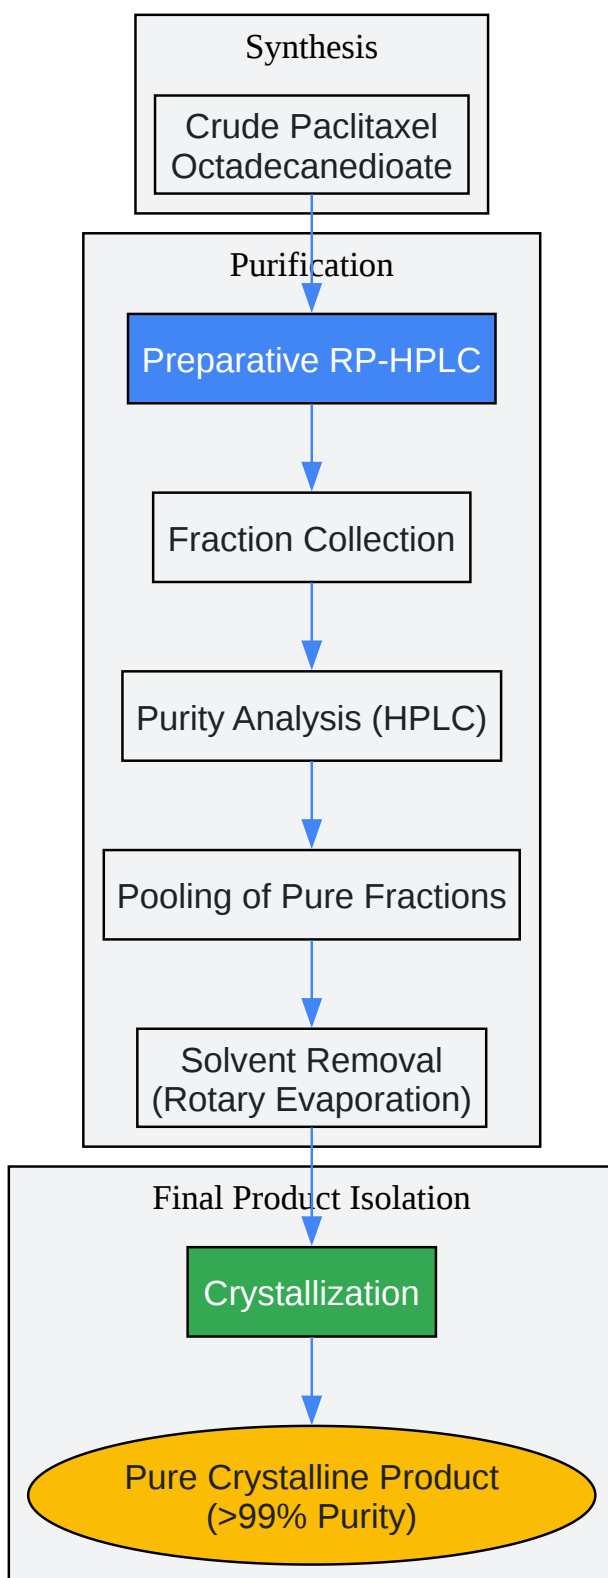 Synthesis
Crude Paclitaxel
Octadecanedioate
Purification
Preparative RP-HPLC
Fraction Collection
Purity Analysis (HPLC)
Pooling of Pure Fractions
Solvent Removal
(Rotary Evaporation)
Final Product Isolation
Crystallization
Pure Crystalline Product
(>99% Purity)